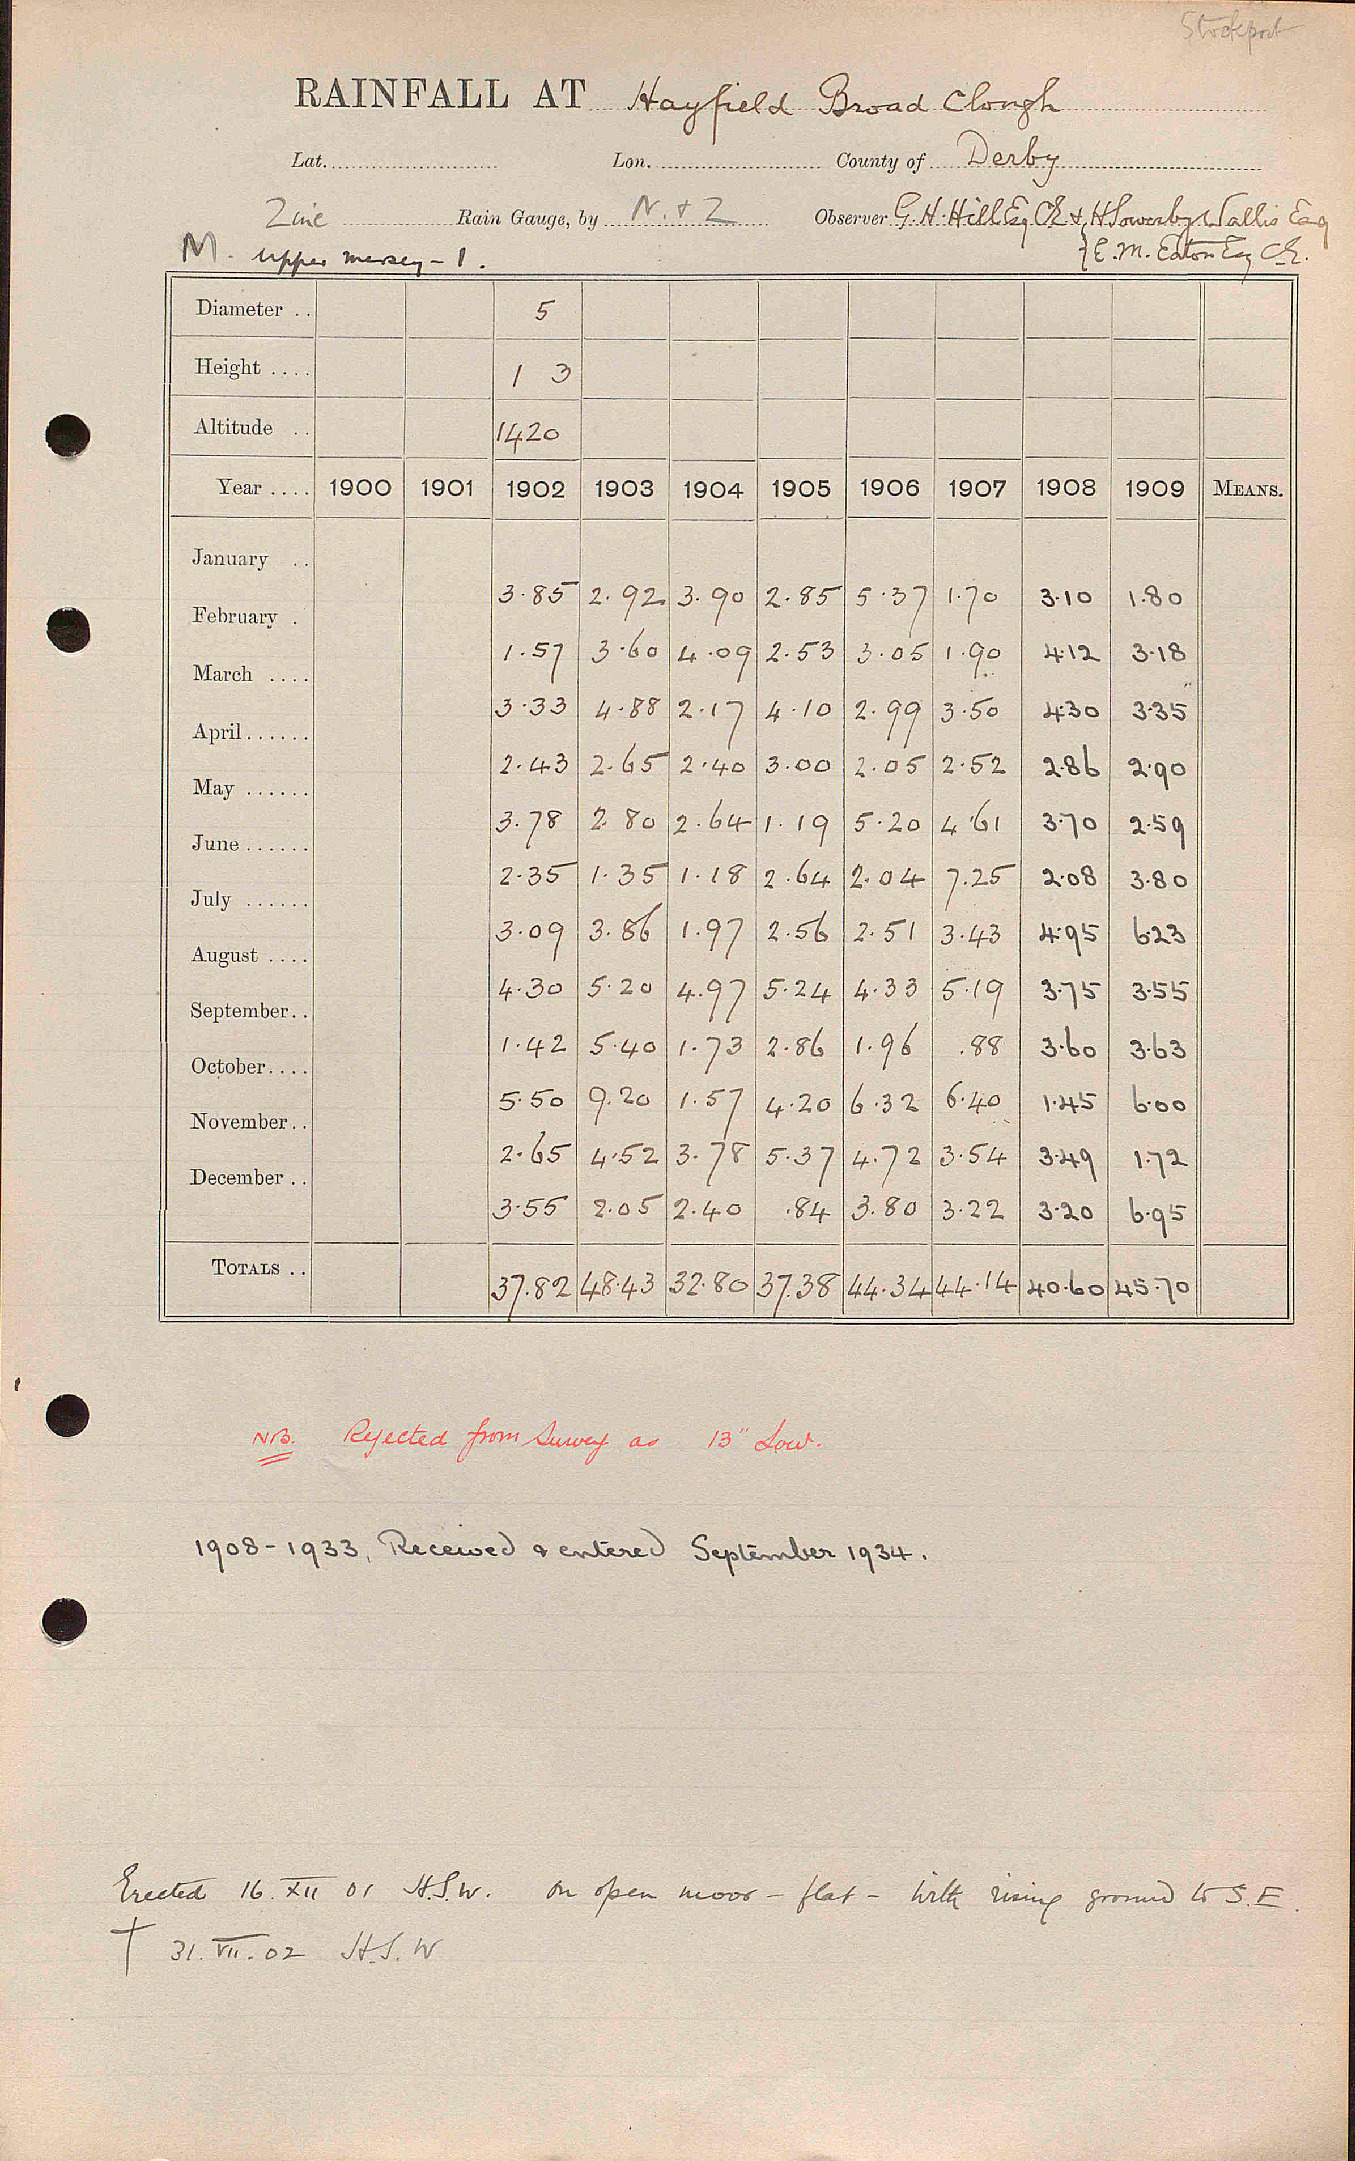 Stockport
RAINFALL AT Hayfield Broad Clough
Lat. Lon. County of Derby
Zinc Rain Gauge, by N. & Z Observer G. H. Hill Esq CE & H Sowerby Wallis Esq
M. Upper Mersey - 1. { E. M. Eaton Esq C.E.
Diameter .. 5
Height .... 1 3
Altitude .. 1420
Year .... 1900 1901 1902 1903 1904 1905 1906 1907 1908 1909 MEANS.
January .. 3.85 2.92 3.90 2.85 5.37 1.70 3.10 1.80
February . 1.57 3.60 4.09 2.53 3.05 1.90 4.12 3.18
March .... 3.33 4.88 2.17 4.10 2.99 3.50 4.30 3.35
April...... 2.43 2.65 2.40 3.00 2.05 2.52 2.86 2.90
May ...... 3.78 2 80 2.64 1.19 5.20 4.61 3.70 2.59
June...... 2.35 1.35 1.18 2.64 2.04 7.25 2.08 3.80
July ...... 3.09 3.86 1.97 2.56 2.51 3.43 4.95 6.23
August .... 4.30 5.20 4.97 5.24 4.33 5.19 3.75 3.55
September.. 1.42 5.40 1.73 2.86 1.96 .88 3.60 3.63
October.... 5.50 9.20 1.57 4.20 6.32 6.40 1.45 6.00
November.. 2.65 4.52 3.78 5.37 4.72 3.54 3.49 1.72
December .. 3.55 2.05 2.40 .84 3.80 3.22 3.20 6.95
TOTALS .. 37.82 48.43 32.80 37.38 44.34 44.14 40.60 45.70
NB. Rejected from Survey as 13" Low.
1908-1933, Received & entered September 1934.
Erected 16. XII 01 H.S.W. On open moor - flat - with rising ground to S.E.
† 31. VII. 02 H.S.W